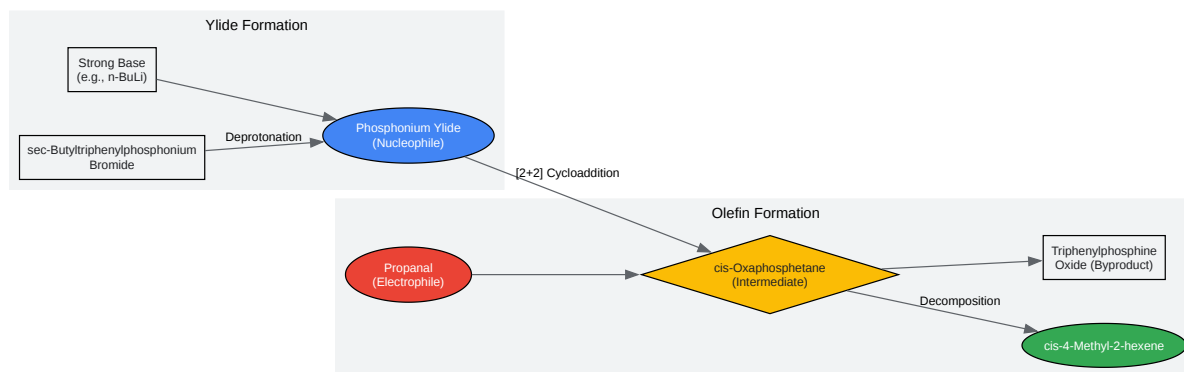 Ylide Formation
Strong Base
(e.g., n-BuLi)
Deprotonation
Phosphonium Ylide
(Nucleophile)
sec-Butyltriphenylphosphonium
Bromide
[2+2] Cycloaddition
Olefin Formation
Propanal
(Electrophile)
cis-Oxaphosphetane
(Intermediate)
Triphenylphosphine
Oxide (Byproduct)
Decomposition
cis-4-Methyl-2-hexene